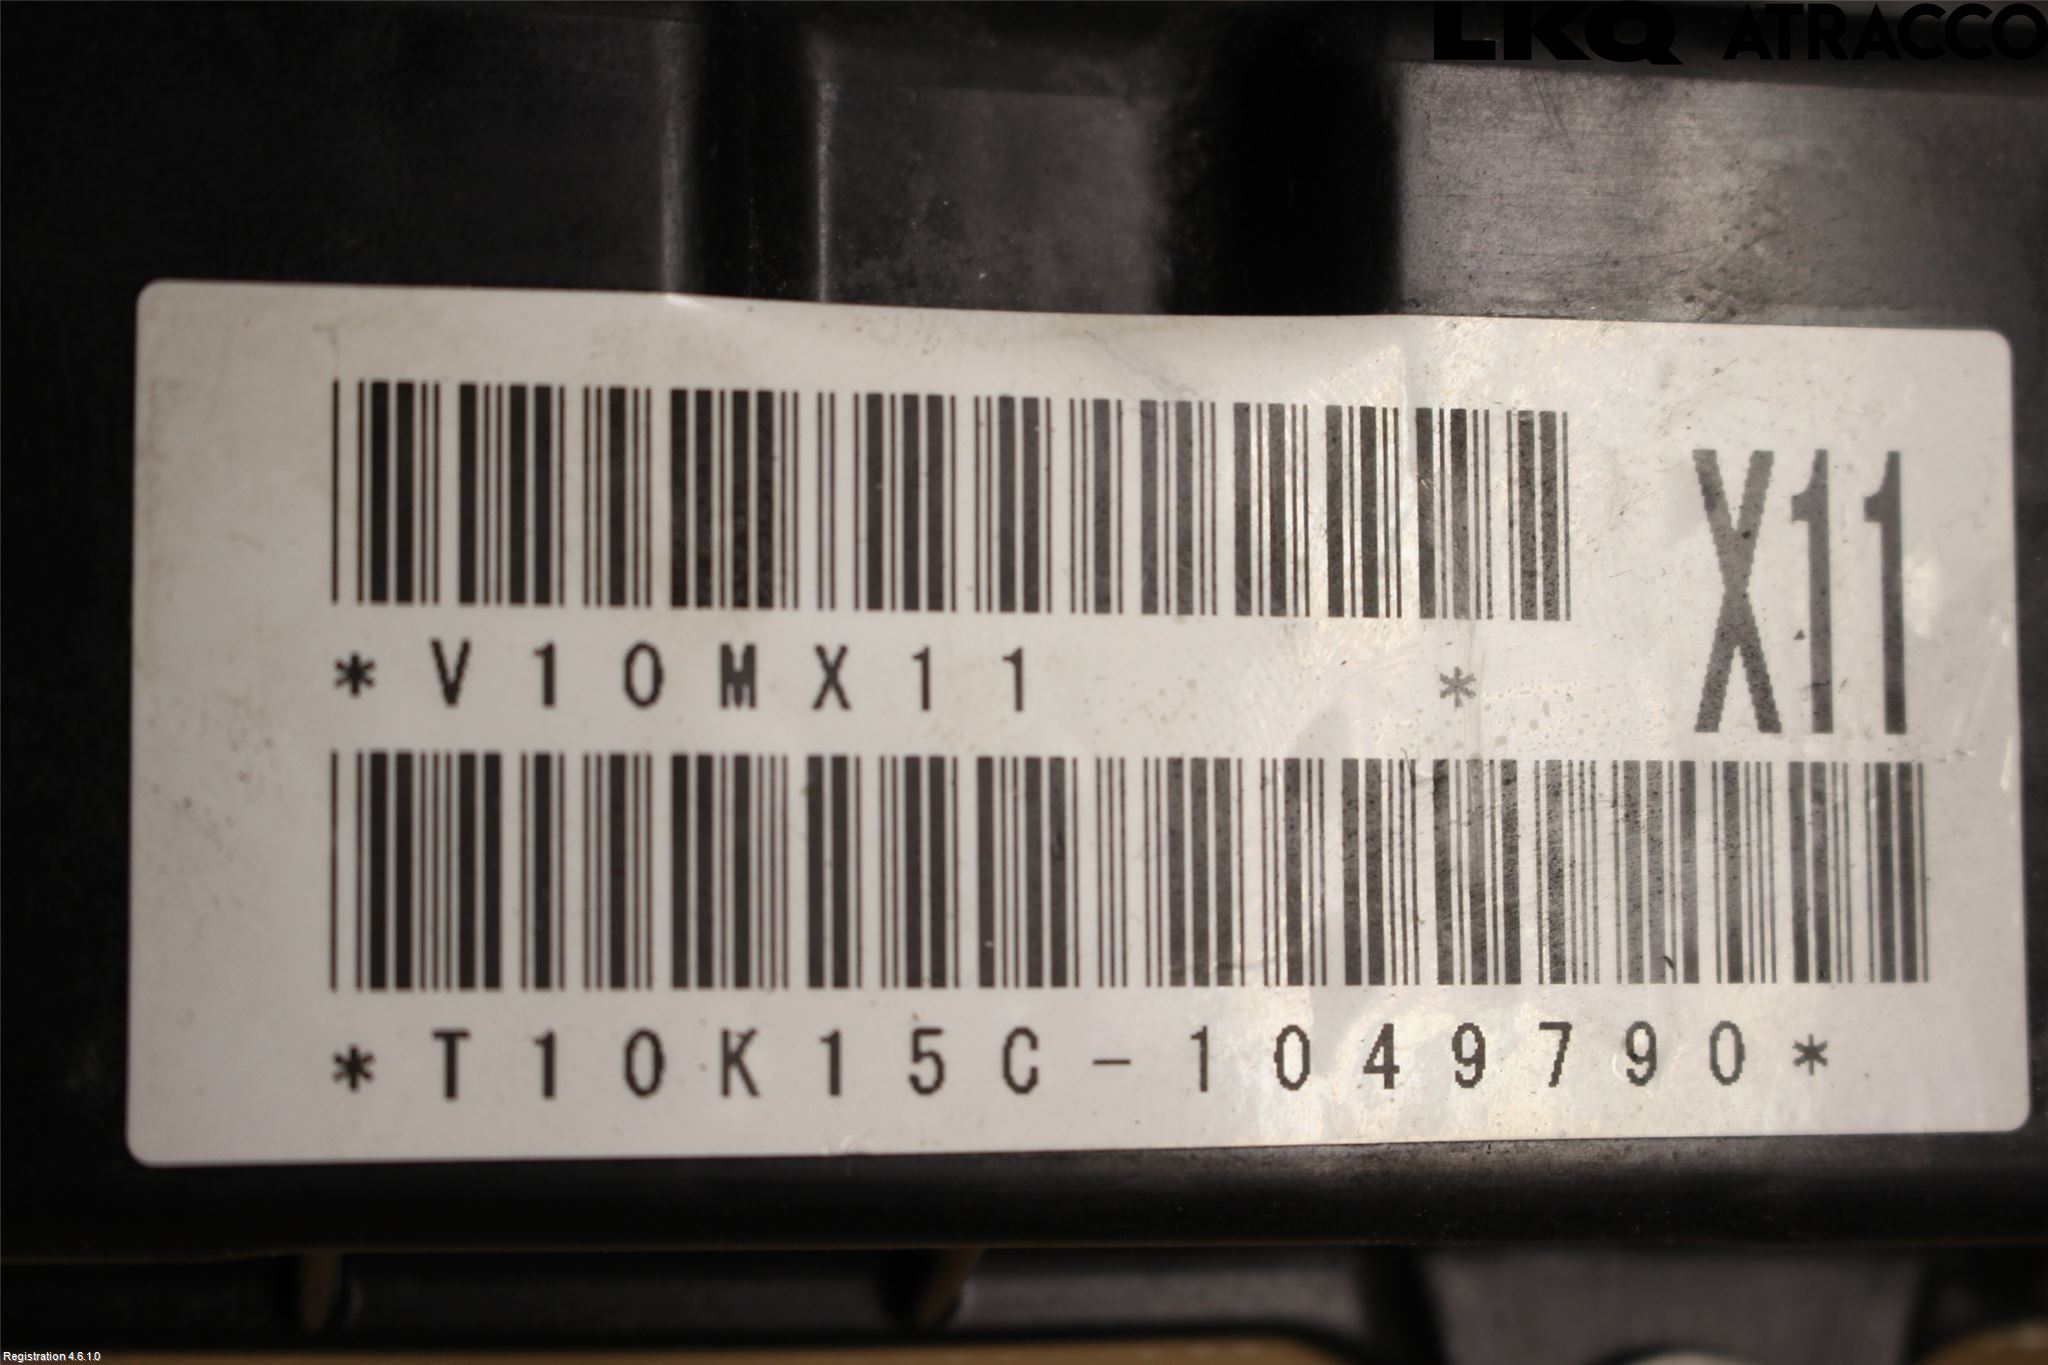 LKQ ATRACCO
*V10MX11 *
X11
*T10K15C-1049790*
Registration 4.6.1.0